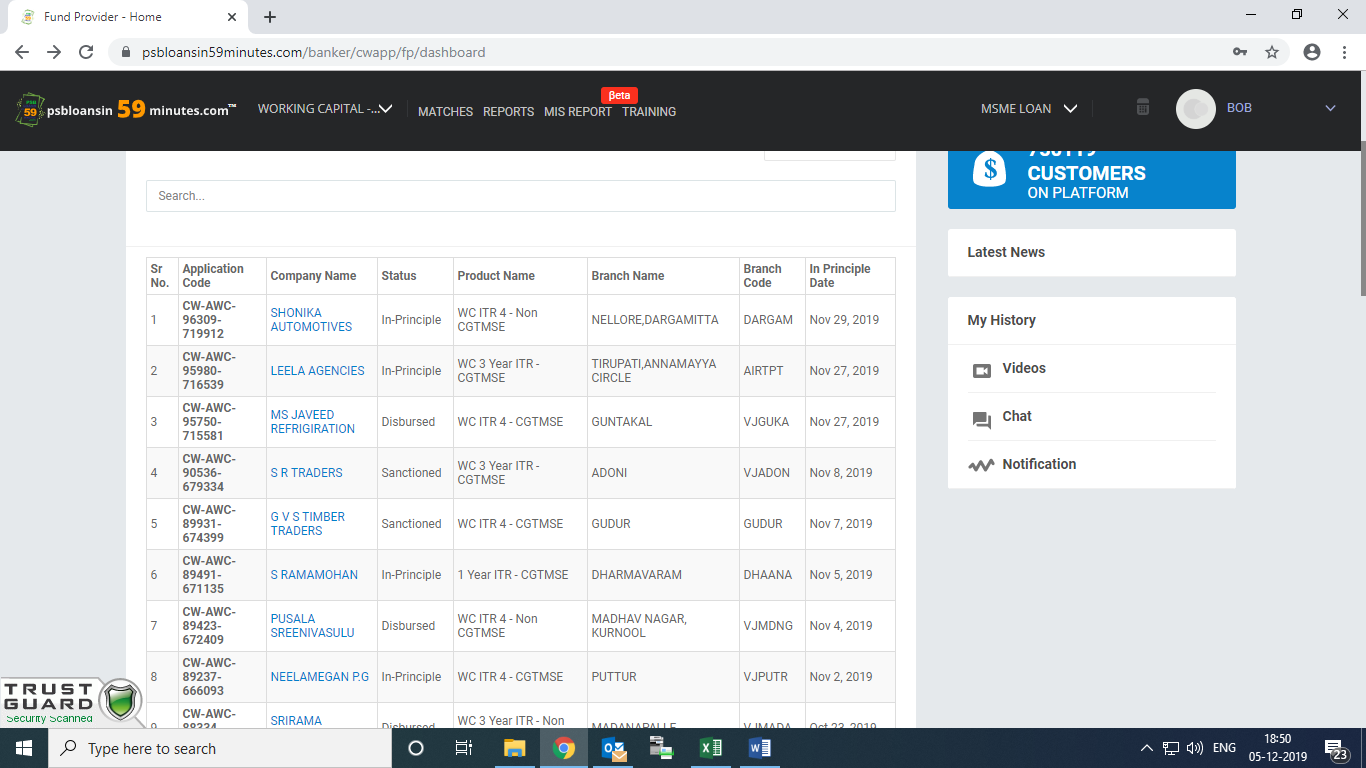 Fund Provider - Home
psbloansin59minutes.com/banker/cwapp/fp/dashboard
PSB 59 psbloansin 59 minutes.com™ WORKING CAPITAL -... MATCHES REPORTS MIS REPORT βeta TRAINING MSME LOAN BOB
CUSTOMERS
ON PLATFORM
Search...
Latest News
My History
Videos
Chat
Notification
Sr No. Application Code Company Name Status Product Name Branch Name Branch Code In Principle Date
1 CW-AWC-96309-719912 SHONIKA AUTOMOTIVES In-Principle WC ITR 4 - Non CGTMSE NELLORE,DARGAMITTA DARGAM Nov 29, 2019
2 CW-AWC-95980-716539 LEELA AGENCIES In-Principle WC 3 Year ITR - CGTMSE TIRUPATI,ANNAMAYYA CIRCLE AIRTPT Nov 27, 2019
3 CW-AWC-95750-715581 MS JAVEED REFRIGIRATION Disbursed WC ITR 4 - CGTMSE GUNTAKAL VJGUKA Nov 27, 2019
4 CW-AWC-90536-679334 S R TRADERS Sanctioned WC 3 Year ITR - CGTMSE ADONI VJADON Nov 8, 2019
5 CW-AWC-89931-674399 G V S TIMBER TRADERS Sanctioned WC ITR 4 - CGTMSE GUDUR GUDUR Nov 7, 2019
6 CW-AWC-89491-671135 S RAMAMOHAN In-Principle 1 Year ITR - CGTMSE DHARMAVARAM DHAANA Nov 5, 2019
7 CW-AWC-89423-672409 PUSALA SREENIVASULU Disbursed WC ITR 4 - Non CGTMSE MADHAV NAGAR, KURNOOL VJMDNG Nov 4, 2019
8 CW-AWC-89237-666093 NEELAMEGAN P.G In-Principle WC ITR 4 - CGTMSE PUTTUR VJPUTR Nov 2, 2019
9 CW-AWC- SRIRAMA Disbursed WC 3 Year ITR - Non MADANAPALLE VJMADA Oct 23, 2019
TRUST
GUARD
Security Scanned
Type here to search
ENG
18:50
05-12-2019
23